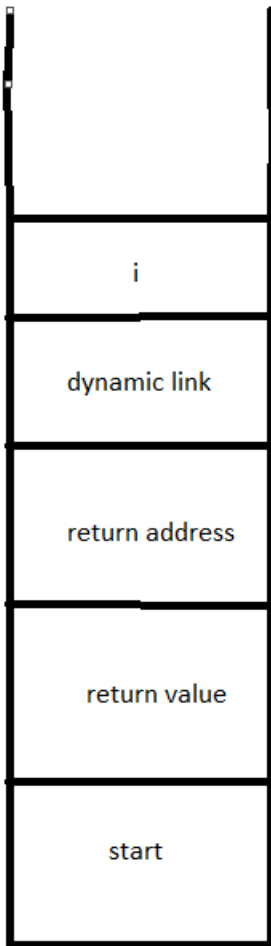 i
dynamic link
return address
return value
start